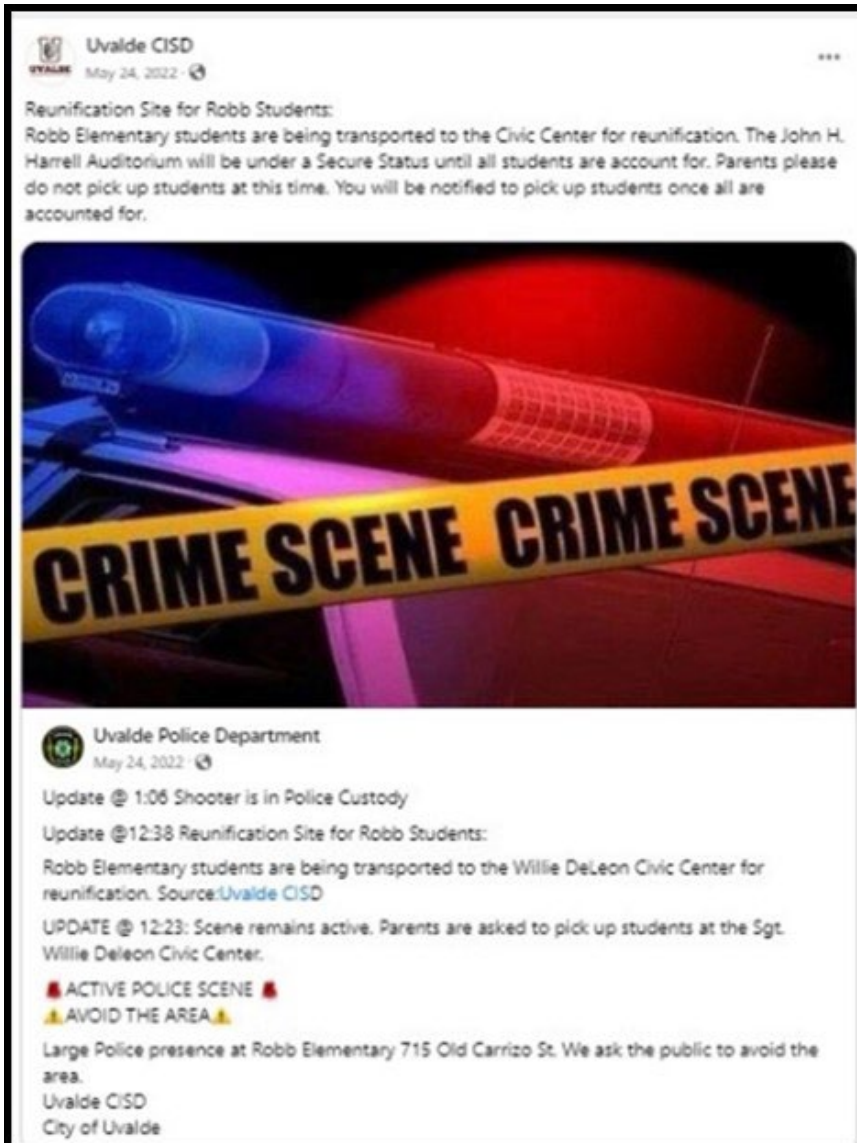 Uvalde CISD
UVALDE
May 24, 2022 ·
Reunification Site for Robb Students:
Robb Elementary students are being transported to the Civic Center for reunification. The John H.
Harrell Auditorium will be under a Secure Status until all students are account for. Parents please
do not pick up students at this time. You will be notified to pick up students once all are
accounted for.
CRIME SCENE CRIME SCENE
Uvalde Police Department
May 24, 2022 ·
Update @ 1:06 Shooter is in Police Custody
Update @12:38 Reunification Site for Robb Students:
Robb Elementary students are being transported to the Willie DeLeon Civic Center for
reunification. Source:Uvalde CISD
UPDATE @ 12:23: Scene remains active. Parents are asked to pick up students at the Sgt.
Willie Deleon Civic Center.
🚨ACTIVE POLICE SCENE 🚨
⚠️AVOID THE AREA⚠️
Large Police presence at Robb Elementary 715 Old Carrizo St. We ask the public to avoid the
area.
Uvalde CISD
City of Uvalde